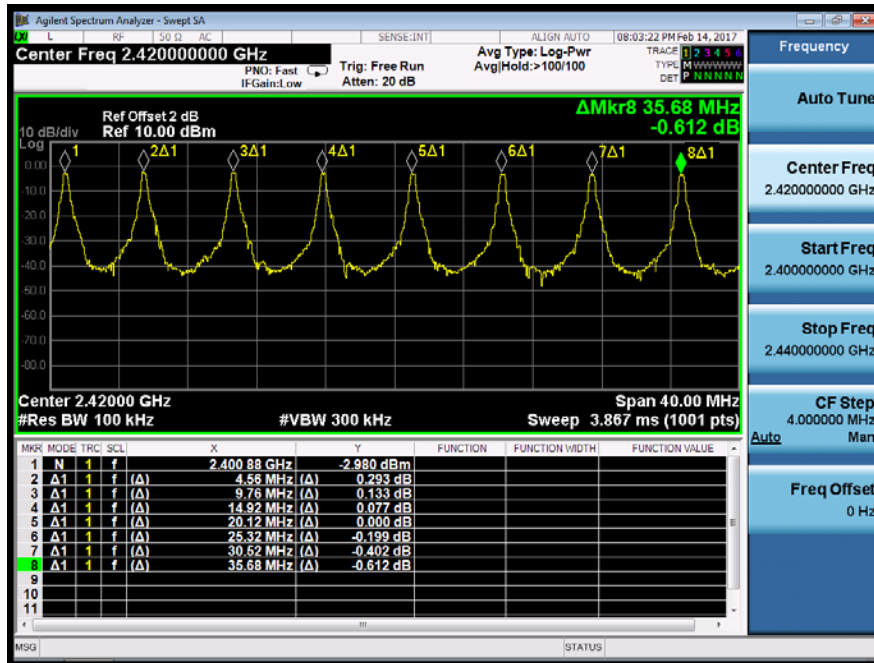 Agilent Spectrum Analyzer - Swept SA
L RF 50 Ω AC SENSE:INT ALIGN AUTO 08:03:22 PM Feb 14, 2017
Center Freq 2.420000000 GHz
PNO: Fast
IFGain:Low
Trig: Free Run
Atten: 20 dB
Avg Type: Log-Pwr
Avg|Hold:>100/100
TRACE 1 2 3 4 5 6
TYPE M WWWWW
DET P N N N N N
ΔMkr8 35.68 MHz
-0.612 dB
Ref Offset 2 dB
10 dB/div Ref 10.00 dBm
Log
1 2Δ1 3Δ1 4Δ1 5Δ1 6Δ1 7Δ1 8Δ1
0.00
-10.0
-20.0
-30.0
-40.0
-50.0
-60.0
-70.0
-80.0
Center 2.42000 GHz Span 40.00 MHz
#Res BW 100 kHz #VBW 300 kHz Sweep 3.867 ms (1001 pts)
MKR MODE TRC SCL X Y FUNCTION FUNCTION WIDTH FUNCTION VALUE
1 N 1 f 2.400 88 GHz -2.980 dBm
2 Δ1 1 f (Δ) 4.56 MHz (Δ) 0.293 dB
3 Δ1 1 f (Δ) 9.76 MHz (Δ) 0.133 dB
4 Δ1 1 f (Δ) 14.92 MHz (Δ) 0.077 dB
5 Δ1 1 f (Δ) 20.12 MHz (Δ) 0.000 dB
6 Δ1 1 f (Δ) 25.32 MHz (Δ) -0.199 dB
7 Δ1 1 f (Δ) 30.52 MHz (Δ) -0.402 dB
8 Δ1 1 f (Δ) 35.68 MHz (Δ) -0.612 dB
9
10
11
MSG STATUS
Frequency
Auto Tune
Center Freq
2.420000000 GHz
Start Freq
2.400000000 GHz
Stop Freq
2.440000000 GHz
CF Step
4.000000 MHz
Auto Man
Freq Offset
0 Hz